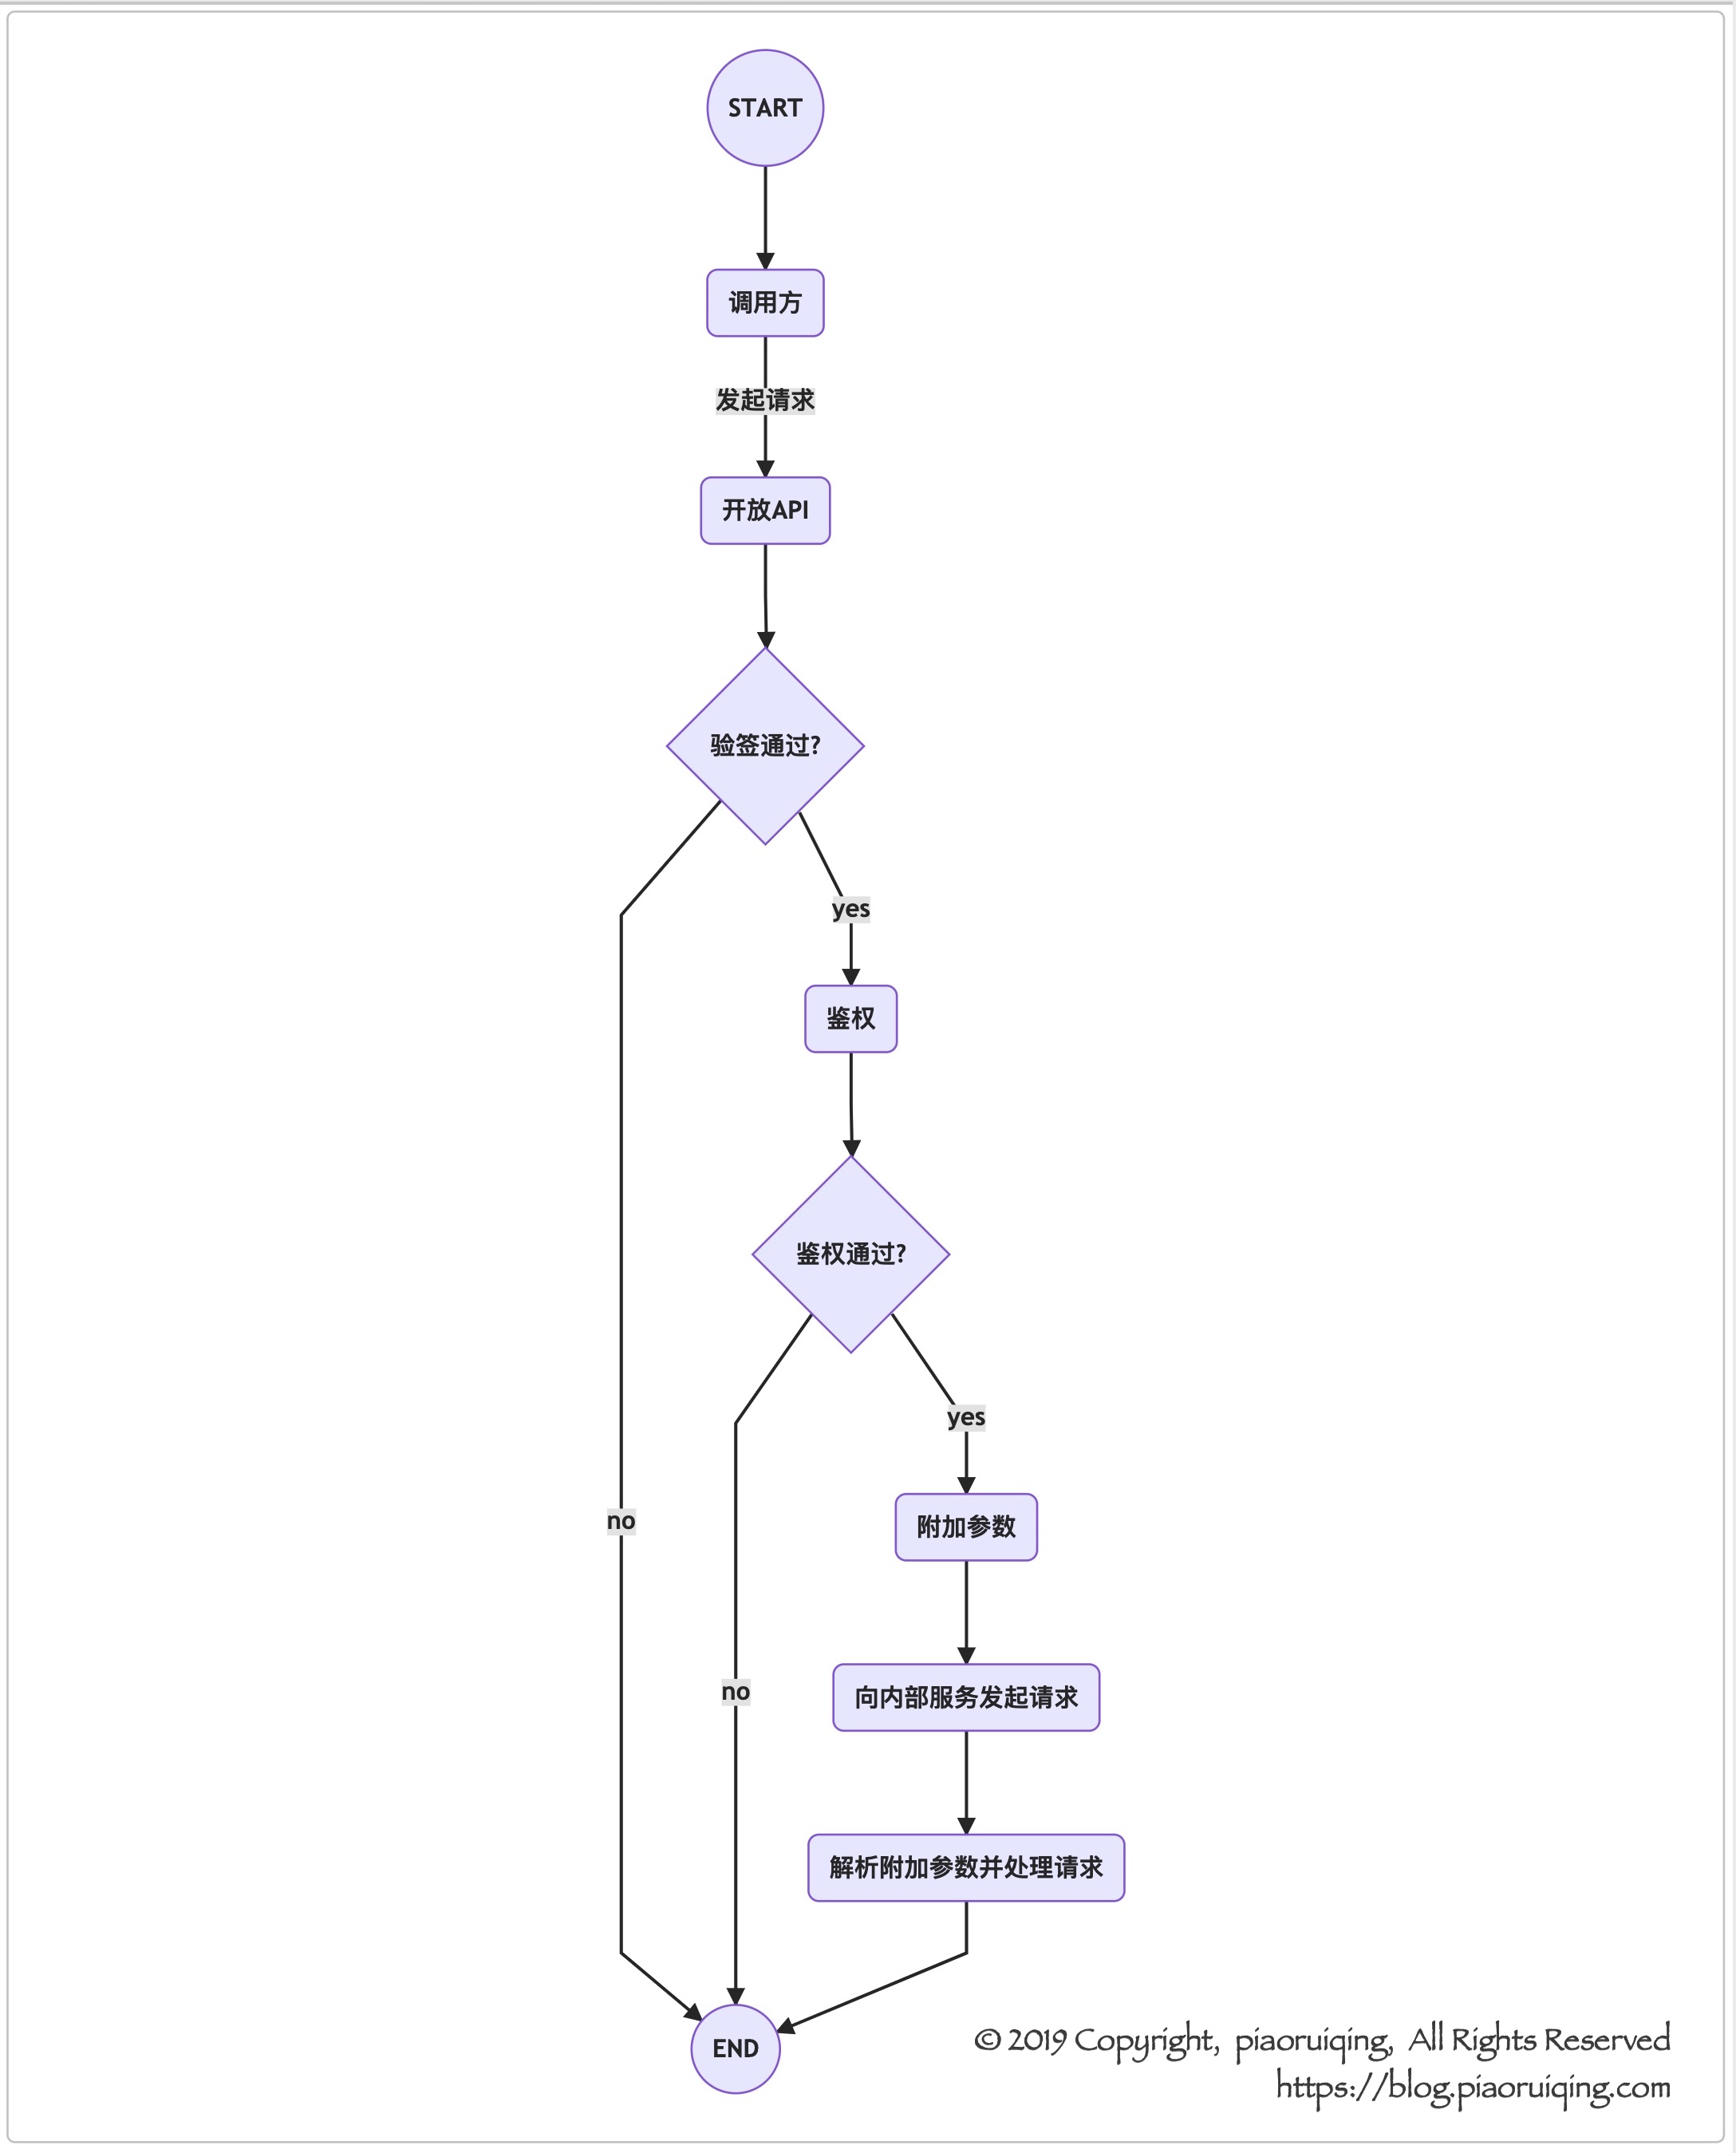 START
调用方
发起请求
开放API
验签通过?
yes
鉴权
鉴权通过?
yes
no
附加参数
no
向内部服务发起请求
解析附加参数并处理请求
END
© 2019 Copyright, piaoruiqing, All Rights Reserved
https://blog.piaoruiqing.com